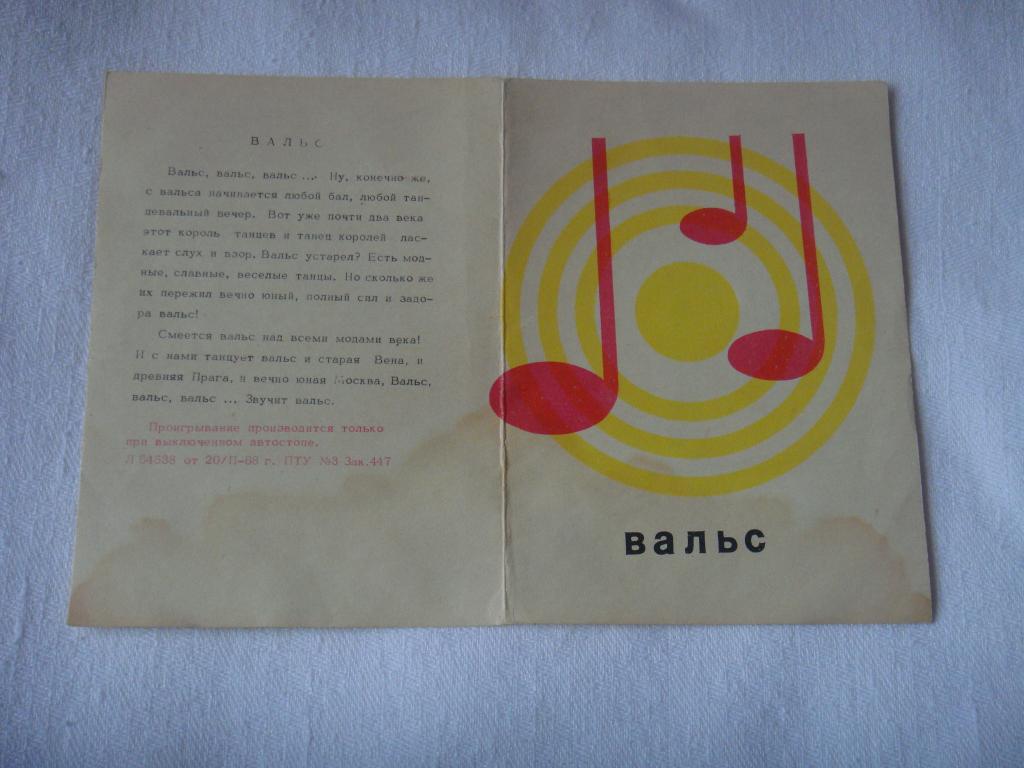 ВАЛЬС
Вальс, вальс, вальс ... Ну, конечно же,
с вальса начинается любой бал, любой тан-
цевальный вечер. Вот уже почти два века
этот король танцев и танец королей лас-
кает слух и взор. Вальс устарел? Есть мод-
ные, славные, веселые танцы. Но сколько же
их пережил вечно юный, полный сил и задо-
ра вальс!
Смеется вальс над всеми модами века!
И с нами танцует вальс и старая Вена, и
древняя Прага, и вечно юная Москва, Вальс,
вальс, вальс ... Звучит вальс.
Проигрывание производится только
при выключенном автостопе.
Л 54538 от 20/II-68 г. ПТУ №3 Зак.447
вальс